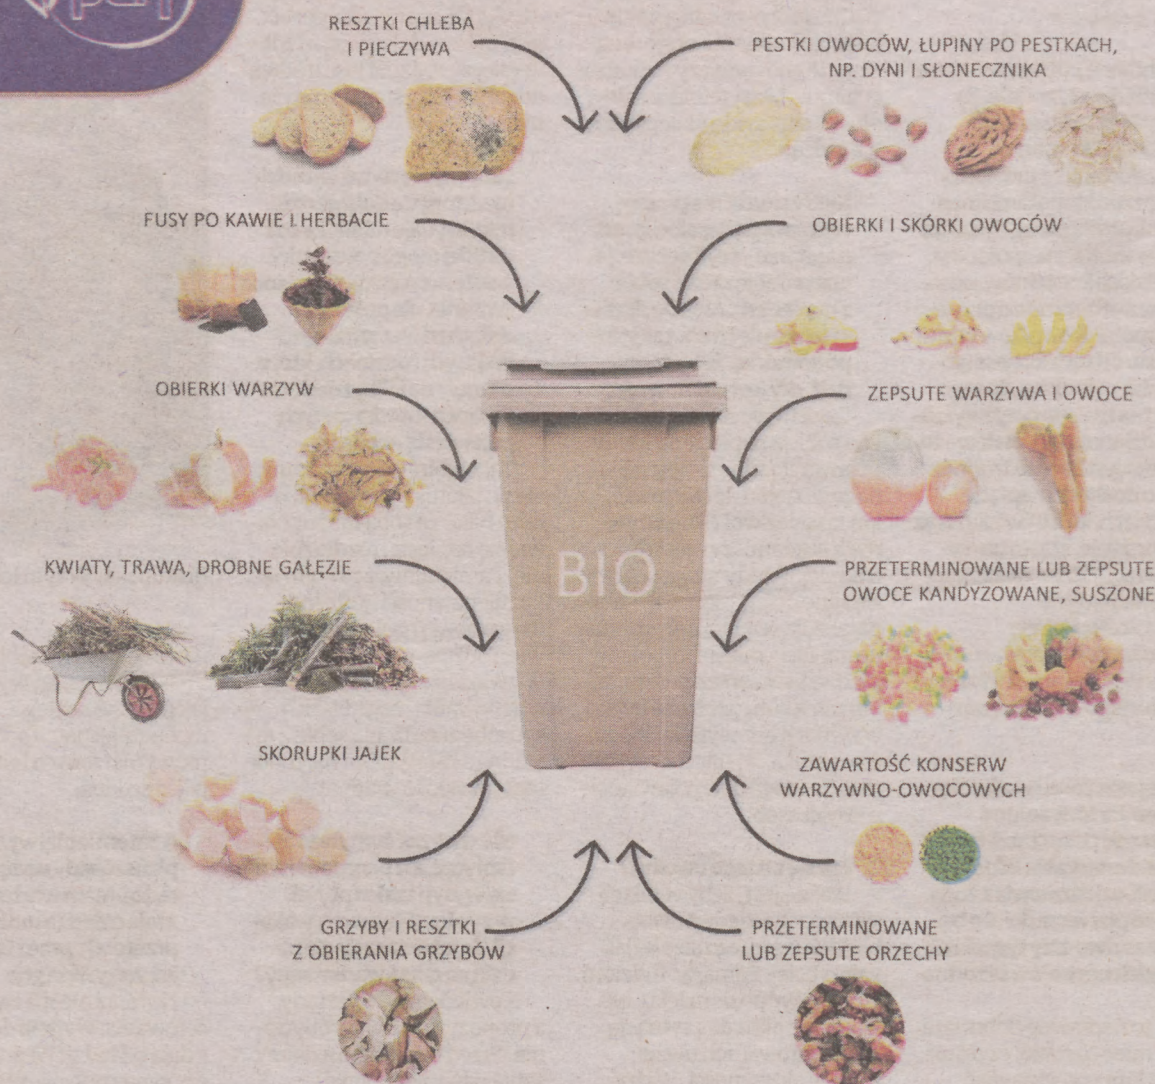 RESZTKI CHLEBA
I PIECZYWA
PESTKI OWOCÓW, ŁUPINY PO PESTKACH,
NP. DYNI I SŁONECZNIKA
FUSY PO KAWIE I HERBACIE
OBIERKI I SKÓRKI OWOCÓW
OBIERKI WARZYW
ZEPSUTE WARZYWA I OWOCE
BIO
KWIATY, TRAWA, DROBNE GAŁĘZIE
PRZETERMINOWANE LUB ZEPSUTE
OWOCE KANDYZOWANE, SUSZONE
SKORUPKI JAJEK
ZAWARTOŚĆ KONSERW
WARZYWNO-OWOCOWYCH
GRZYBY I RESZTKI
Z OBIERANIA GRZYBÓW
PRZETERMINOWANE
LUB ZEPSUTE ORZECHY